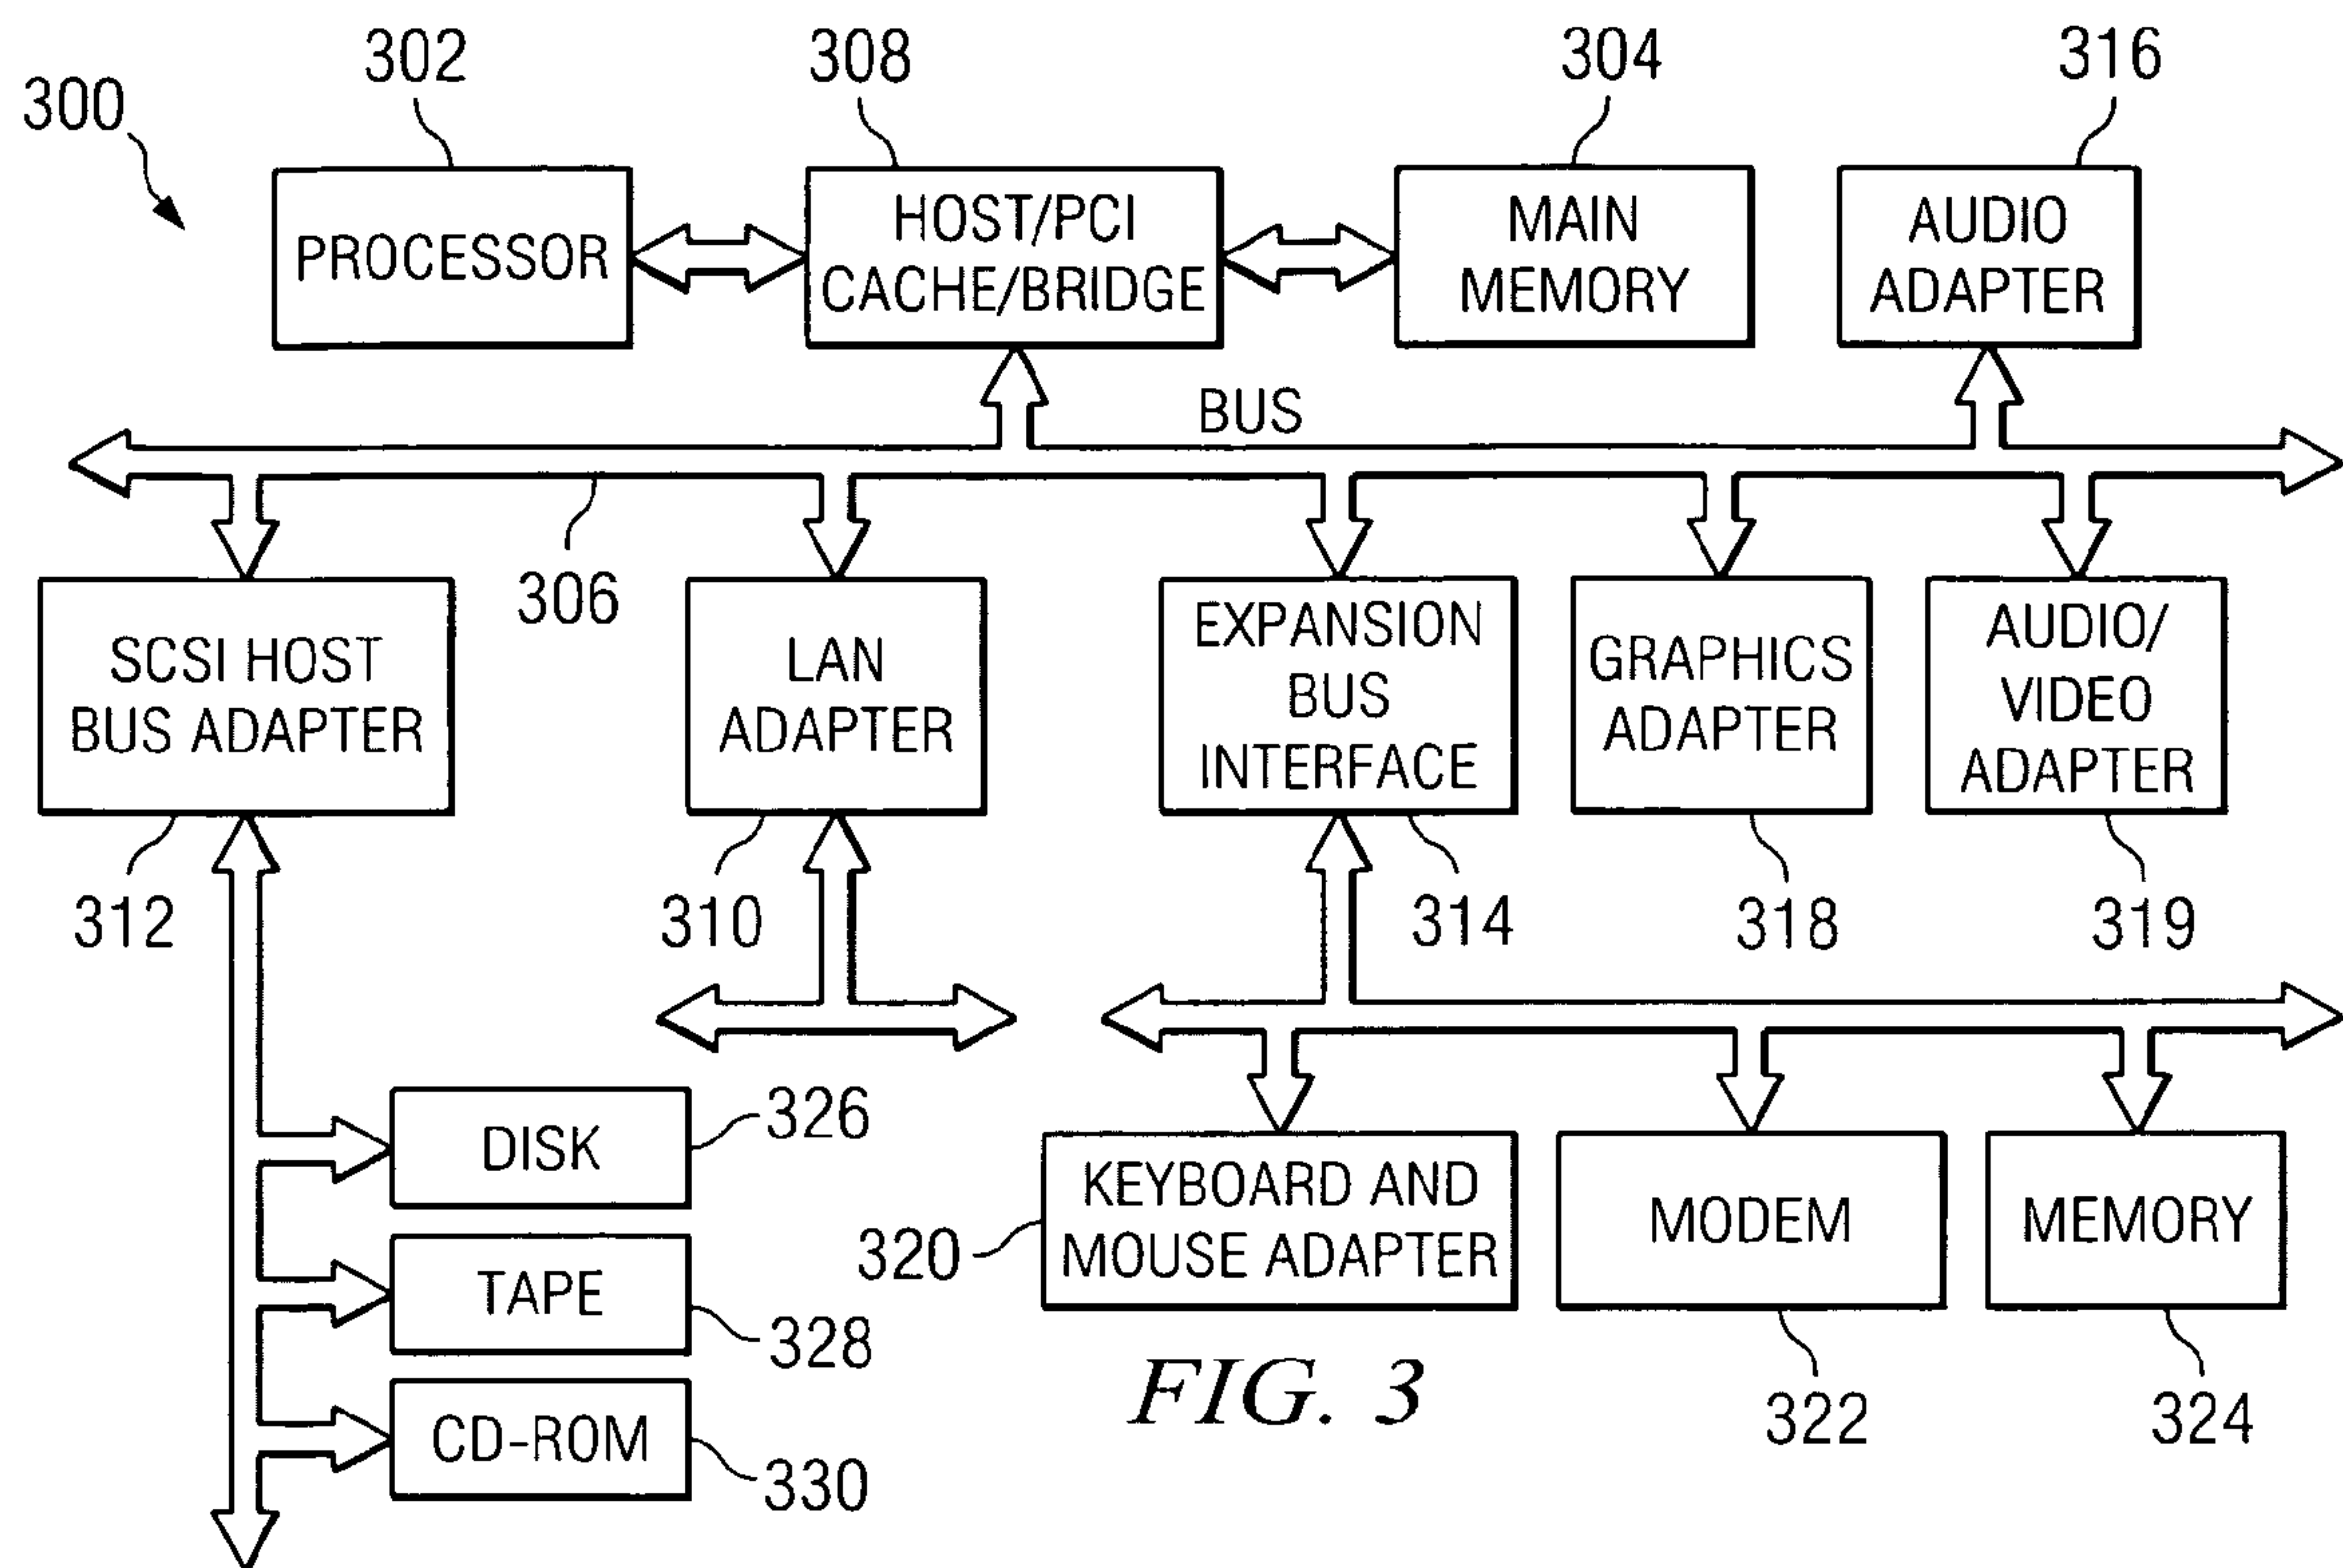 300
302
308
304
316
PROCESSOR
HOST/PCI
CACHE/BRIDGE
MAIN
MEMORY
AUDIO
ADAPTER
BUS
306
SCSI HOST
BUS ADAPTER
LAN
ADAPTER
EXPANSION
BUS
INTERFACE
GRAPHICS
ADAPTER
AUDIO/
VIDEO
ADAPTER
312
310
314
318
319
DISK
326
TAPE
328
CD-ROM
330
320
KEYBOARD AND
MOUSE ADAPTER
MODEM
MEMORY
322
324
FIG. 3